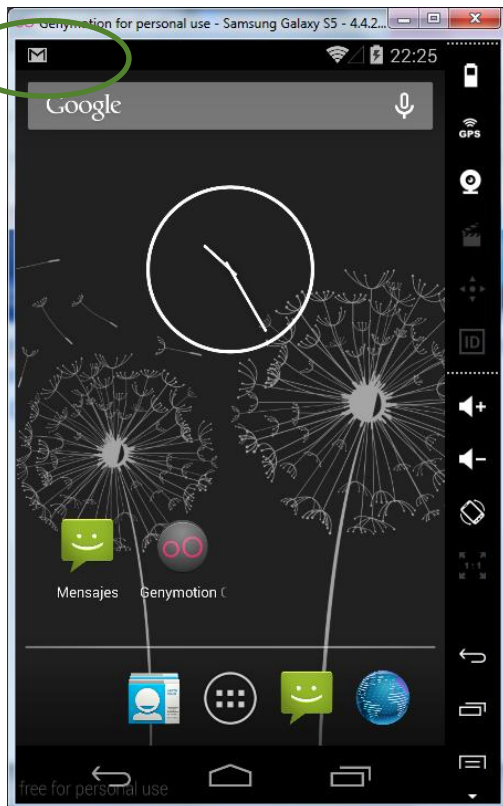 Genymotion for personal use - Samsung Galaxy S5 - 4.4.2...
22:25
Google
GPS
ID
1:1
Mensajes
Genymotion
free for personal use